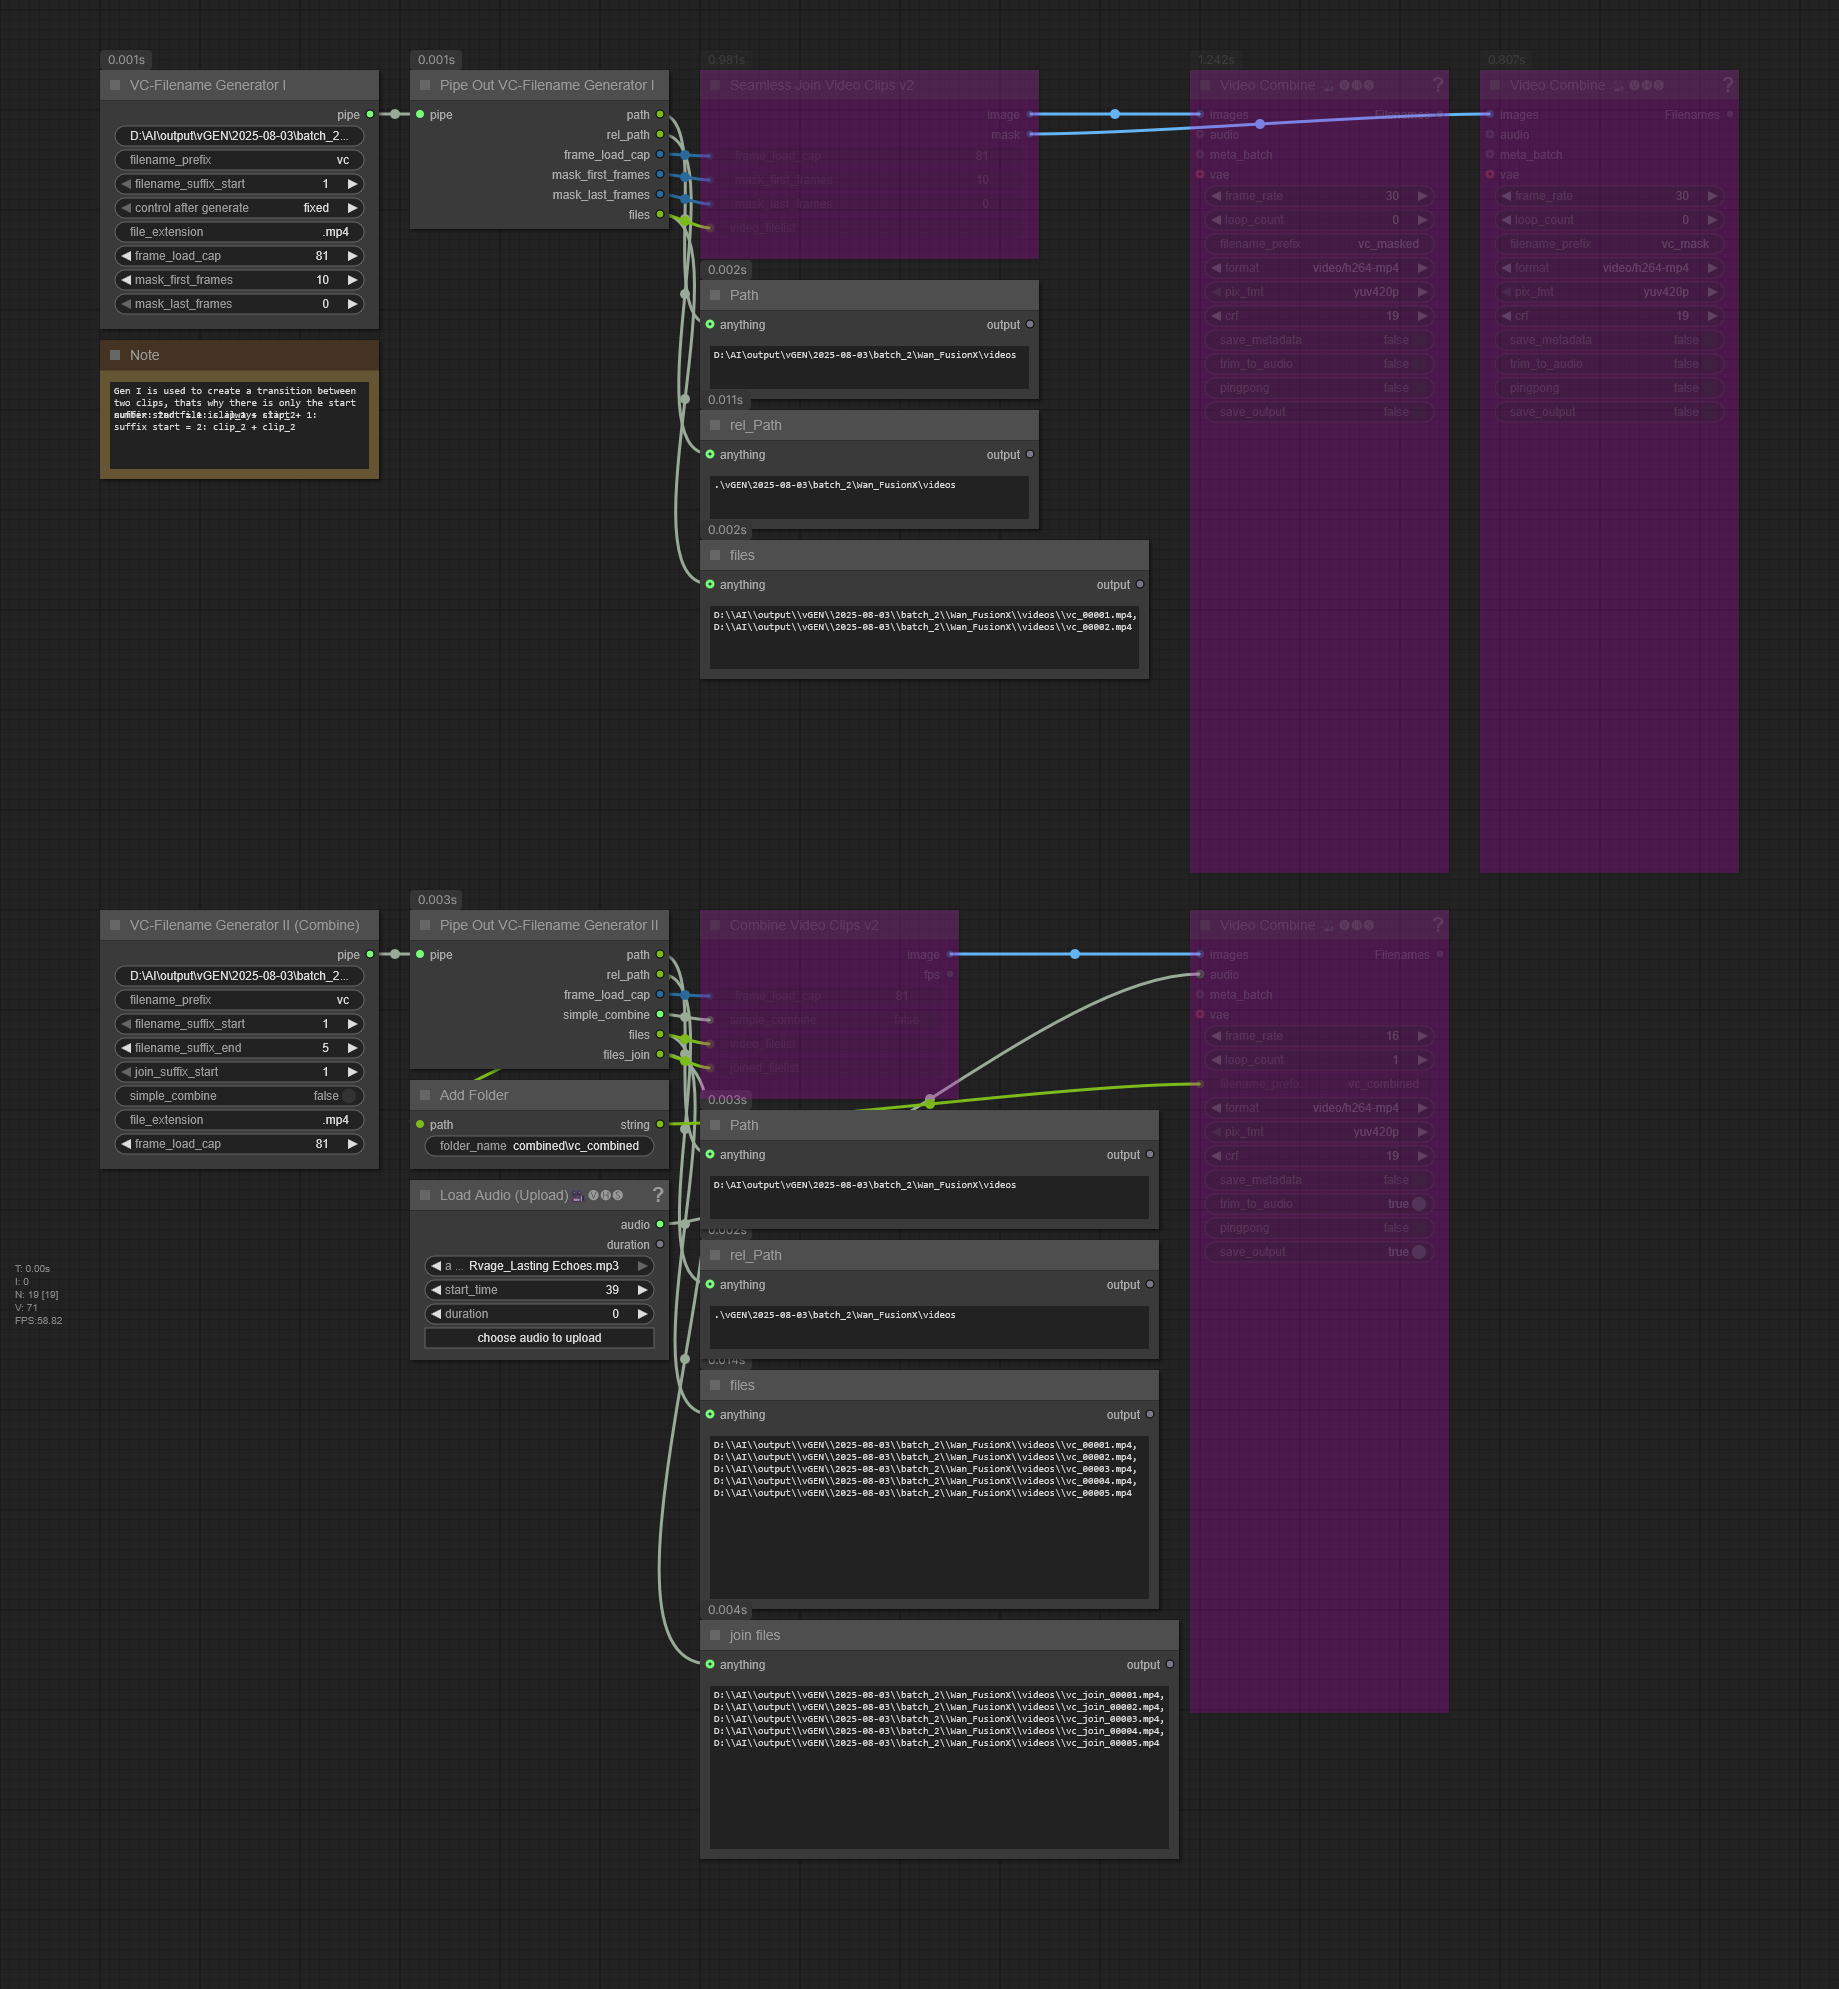 0.001s
VC-Filename Generator I
pipe
D:\AI\output\vGEN\2025-08-03\batch_2...
filename_prefix vc
filename_suffix_start 1
control after generate fixed
file_extension .mp4
frame_load_cap 81
mask_first_frames 10
mask_last_frames 0
Note
Gen I is used to create a transition between
two clips, thats why there is only the start
suffix start = 2: clip_2 + clip_2
0.001s
Pipe Out VC-Filename Generator I
pipe path
rel_path
frame_load_cap
mask_first_frames
mask_last_frames
files
0.981s
Seamless Join Video Clips v2
image
mask
frame_load_cap 81
mask_first_frames 10
mask_last_frames 0
video_filelist
0.002s
Path
anything output
D:\AI\output\vGEN\2025-08-03\batch_2\Wan_FusionX\videos
0.011s
rel_Path
anything output
.\vGEN\2025-08-03\batch_2\Wan_FusionX\videos
0.002s
files
anything output
D:\\AI\\output\\vGEN\\2025-08-03\\batch_2\\Wan_FusionX\\videos\\vc_00001.mp4,
D:\\AI\\output\\vGEN\\2025-08-03\\batch_2\\Wan_FusionX\\videos\\vc_00002.mp4
1.242s
Video Combine VHS ?
images Filenames
audio
meta_batch
vae
frame_rate 30
loop_count 0
filename_prefix vc_masked
format video/h264-mp4
pix_fmt yuv420p
crf 19
save_metadata false
trim_to_audio false
pingpong false
save_output false
0.807s
Video Combine VHS ?
images Filenames
audio
meta_batch
vae
frame_rate 30
loop_count 0
filename_prefix vc_mask
format video/h264-mp4
pix_fmt yuv420p
crf 19
save_metadata false
trim_to_audio false
pingpong false
save_output false
VC-Filename Generator II (Combine)
pipe
D:\AI\output\vGEN\2025-08-03\batch_2...
filename_prefix vc
filename_suffix_start 1
filename_suffix_end 5
join_suffix_start 1
simple_combine false
file_extension .mp4
frame_load_cap 81
0.003s
Pipe Out VC-Filename Generator II
pipe path
rel_path
frame_load_cap
simple_combine
files
files_join
Add Folder
path string
folder_name combined\vc_combined
Load Audio (Upload) VHS ?
audio
duration
a ... Rvage_Lasting Echoes.mp3
start_time 39
duration 0
choose audio to upload
Combine Video Clips v2
image
fps
frame_load_cap 81
simple_combine false
video_filelist
joined_filelist
0.003s
Path
anything output
D:\AI\output\vGEN\2025-08-03\batch_2\Wan_FusionX\videos
0.002s
rel_Path
anything output
.\vGEN\2025-08-03\batch_2\Wan_FusionX\videos
0.014s
files
anything output
D:\\AI\\output\\vGEN\\2025-08-03\\batch_2\\Wan_FusionX\\videos\\vc_00001.mp4,
D:\\AI\\output\\vGEN\\2025-08-03\\batch_2\\Wan_FusionX\\videos\\vc_00002.mp4,
D:\\AI\\output\\vGEN\\2025-08-03\\batch_2\\Wan_FusionX\\videos\\vc_00003.mp4,
D:\\AI\\output\\vGEN\\2025-08-03\\batch_2\\Wan_FusionX\\videos\\vc_00004.mp4,
D:\\AI\\output\\vGEN\\2025-08-03\\batch_2\\Wan_FusionX\\videos\\vc_00005.mp4
0.004s
join files
anything output
D:\\AI\\output\\vGEN\\2025-08-03\\batch_2\\Wan_FusionX\\videos\\vc_join_00001.mp4,
D:\\AI\\output\\vGEN\\2025-08-03\\batch_2\\Wan_FusionX\\videos\\vc_join_00002.mp4,
D:\\AI\\output\\vGEN\\2025-08-03\\batch_2\\Wan_FusionX\\videos\\vc_join_00003.mp4,
D:\\AI\\output\\vGEN\\2025-08-03\\batch_2\\Wan_FusionX\\videos\\vc_join_00004.mp4,
D:\\AI\\output\\vGEN\\2025-08-03\\batch_2\\Wan_FusionX\\videos\\vc_join_00005.mp4
Video Combine VHS ?
images Filenames
audio
meta_batch
vae
frame_rate 16
loop_count 1
filename_prefix vc_combined
format video/h264-mp4
pix_fmt yuv420p
crf 19
save_metadata false
trim_to_audio true
pingpong false
save_output true
T: 0.00s
I: 0
N: 19 [19]
V: 71
FPS:58.82